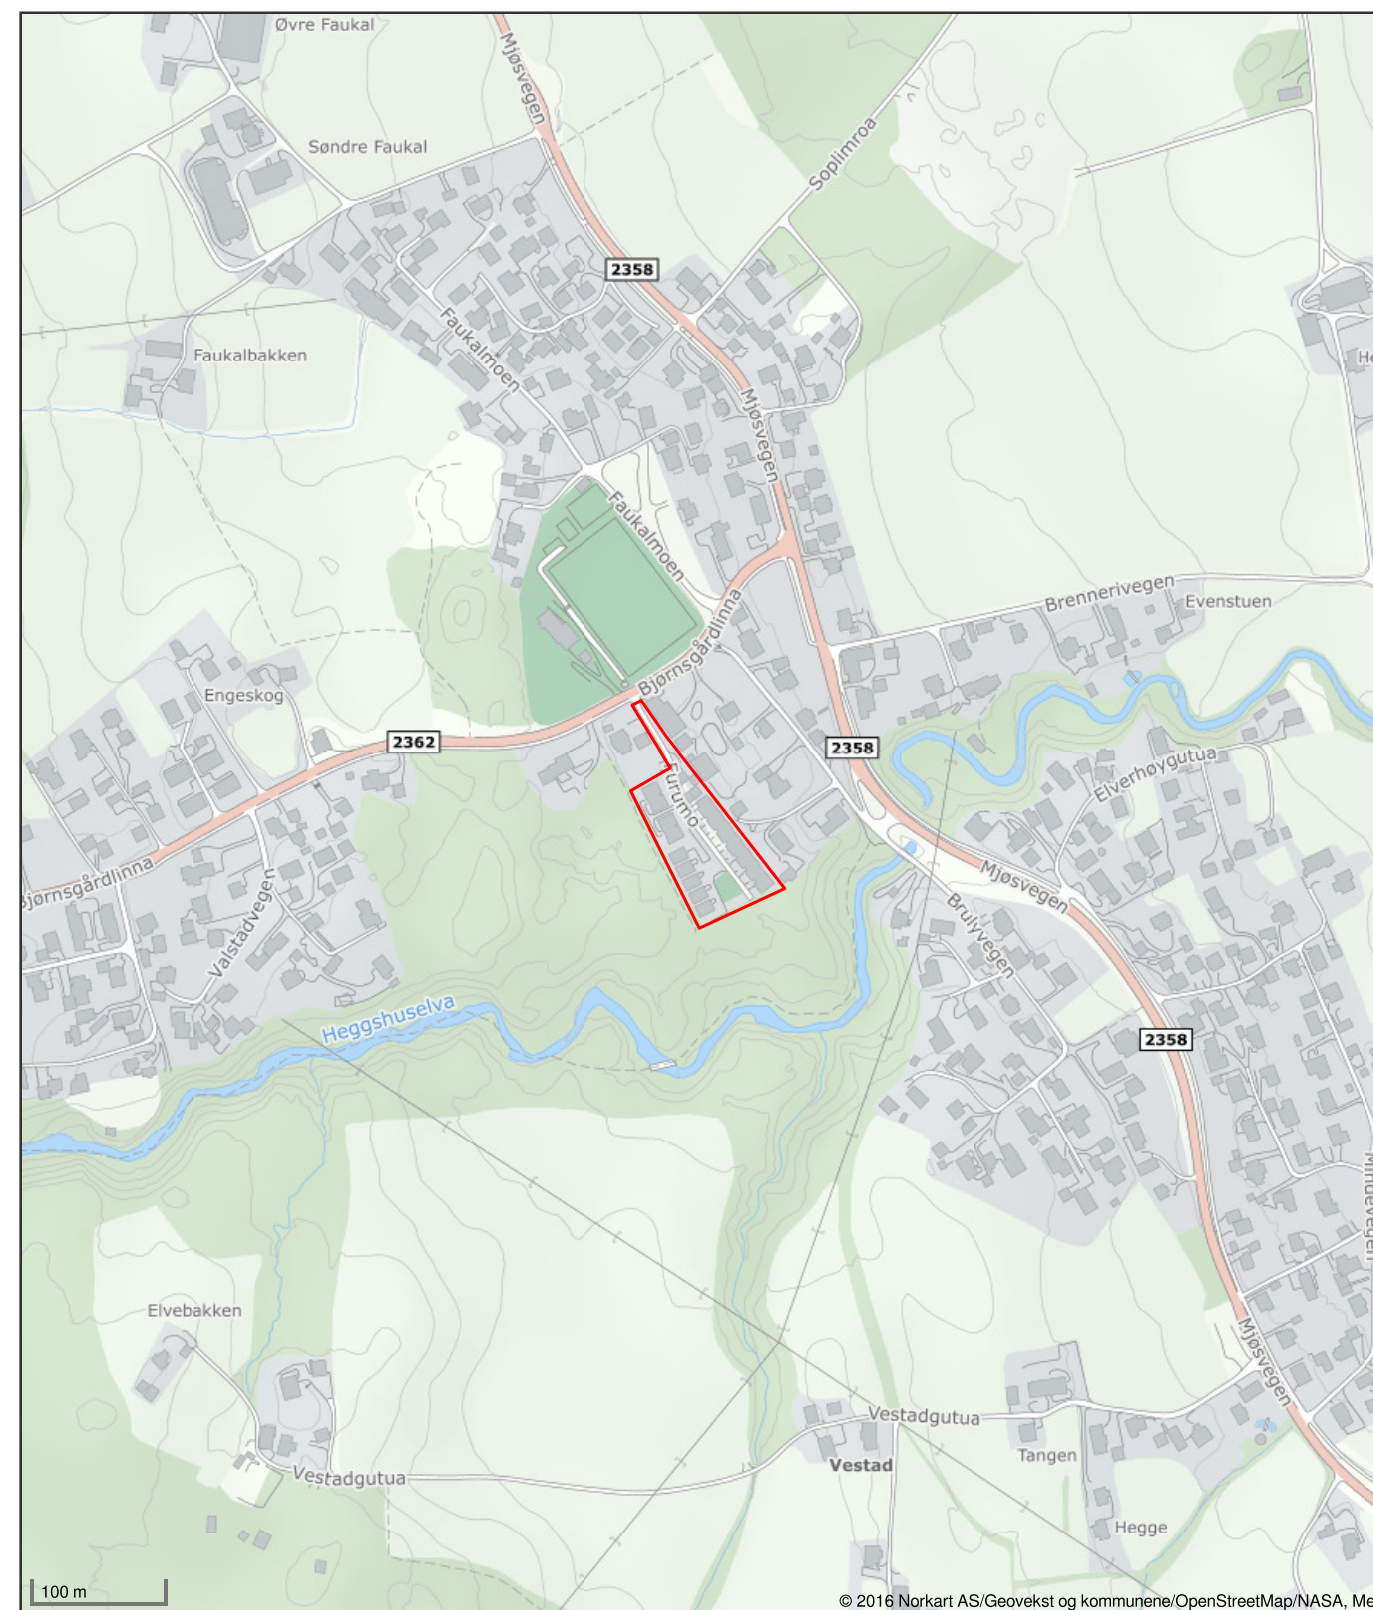 Øvre Faukal
Mjøsvegen
Søndre Faukal
Soplimroa
2358
Faukalmoen
Faukalbakken
He
Mjøsvegen
Faukalmoen
Brennerivegen
Evenstuen
Bjørnsgårdlinna
Engeskog
2362
2358
Elverhøygutua
Furumo
Bjørnsgårdlinna
Valstadvegen
Mjøsvegen
Brulyvegen
Heggshuselva
2358
Mindevegen
Elvebakken
Mjøsvegen
Vestadgutua
Tangen
Vestad
Vestadgutua
Hegge
100 m
© 2016 Norkart AS/Geovekst og kommunene/OpenStreetMap/NASA, Me